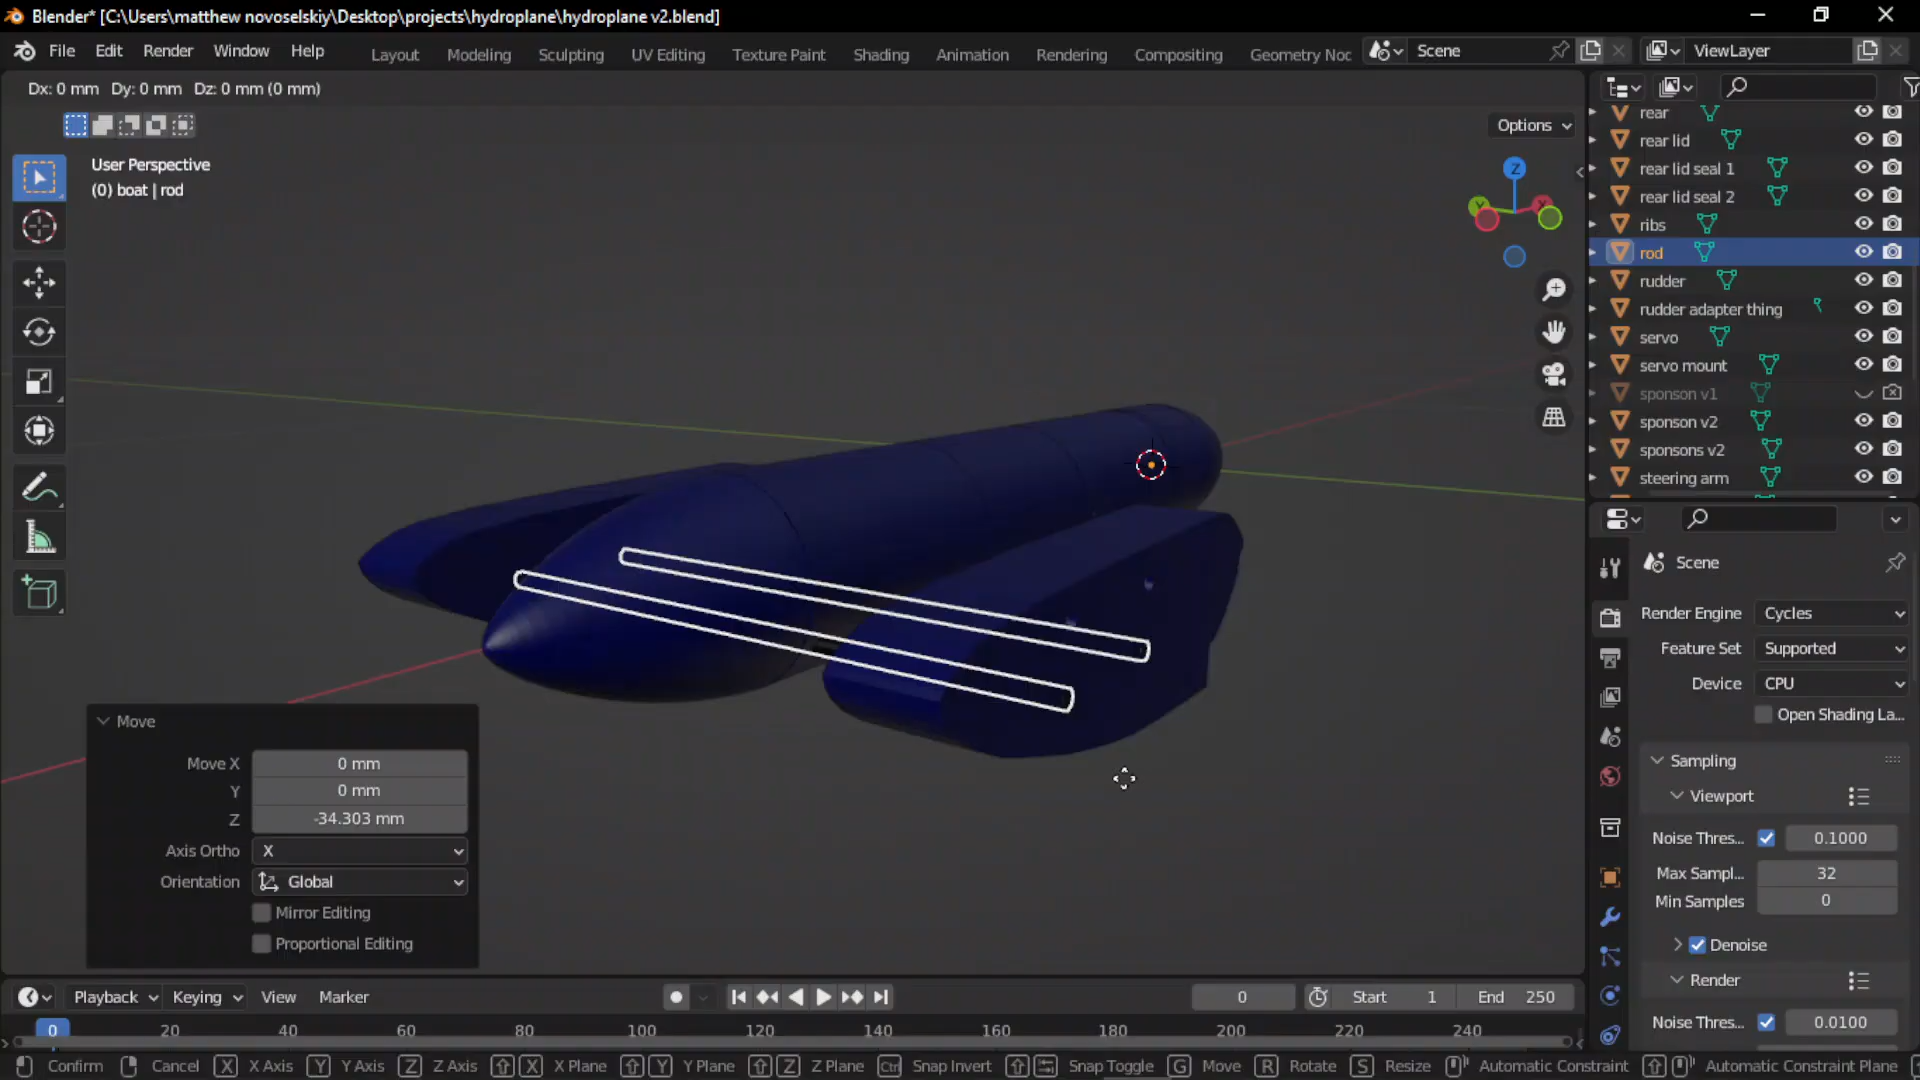 Blender* [C:\Users\matthew novoselskiy\Desktop\projects\hydroplane\hydroplane v2.blend]
File Edit Render Window Help
Layout Modeling Sculpting UV Editing Texture Paint Shading Animation Rendering Compositing Geometry Noc
Scene
ViewLayer
Dx: 0 mm Dy: 0 mm Dz: 0 mm (0 mm)
Options
User Perspective
(0) boat | rod
Z
Y
X
rear
rear lid
rear lid seal 1
rear lid seal 2
ribs
rod
rudder
rudder adapter thing
servo
servo mount
sponson v1
sponson v2
sponsons v2
steering arm
Scene
Render Engine Cycles
Feature Set Supported
Device CPU
Open Shading La...
Sampling
Viewport
Noise Thres... 0.1000
Max Sampl... 32
Min Samples 0
Denoise
Render
Noise Thres... 0.0100
Move
Move X 0 mm
Y 0 mm
Z -34.303 mm
Axis Ortho X
Orientation Global
Mirror Editing
Proportional Editing
Playback Keying View Marker
0
Start 1
End 250
0 20 40 60 80 100 120 140 160 180 200 220 240
Confirm Cancel X X Axis Y Y Axis Z Z Axis X X Plane Y Y Plane Z Z Plane Ctrl Snap Invert Snap Toggle G Move R Rotate S Resize Automatic Constraint Automatic Constraint Plane